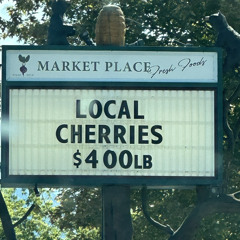 MARKET PLACE Fresh Foods
LOCAL
CHERRIES
$400LB